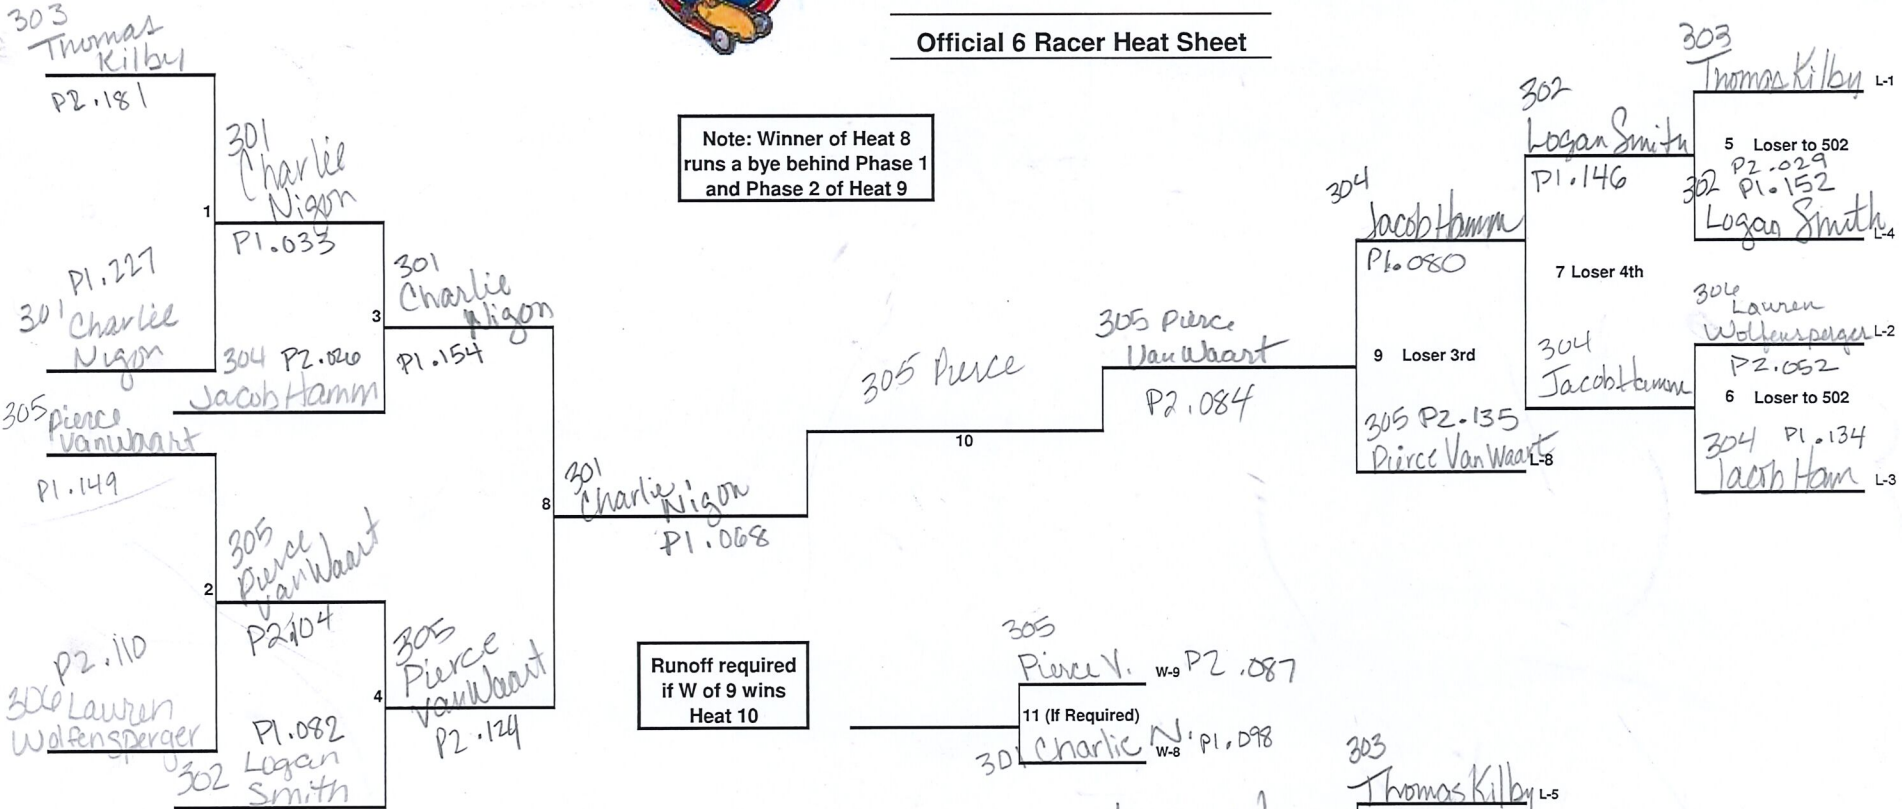 Official 6 Racer Heat Sheet
303
Thomas
Kilby
P2.181
1
P1.227
301 Charlie
Nigon
301
Charlie
Nigon
P1.033
3
304 P2.026
Jacob Hamm
305 Pierce
VanWaart
P1.149
2
P2.110
306 Lauren
Wolfensperger
305
Pierce
VanWaart
P2.104
4
P1.082
302 Logan
Smith
301
Charlie
Nigon
P1.154
8
305
Pierce
VanWaart
P2.124
301
Charlie Nigon
P1.068
Note: Winner of Heat 8
runs a bye behind Phase 1
and Phase 2 of Heat 9
305 Pierce
10
Runoff required
if W of 9 wins
Heat 10
305 Pierce
VanWaart
P2.084
305
Pierce V. W-9 P2 .087
11 (If Required)
301 Charlie N. W-8 P1.098
304
Jacob Hamm
P1.080
9 Loser 3rd
305 P2.135
Pierce VanWaart L-8
302
Logan Smith
P1.146
7 Loser 4th
304
Jacob Hamm
303
Thomas Kilby L-1
5 Loser to 502
P2.029
302 P1.152
Logan Smith L-4
306
Lauren
Wolfensperger L-2
P2.052
6 Loser to 502
304 P1.134
Jacob Ham L-3
303
Thomas Kilby L-5